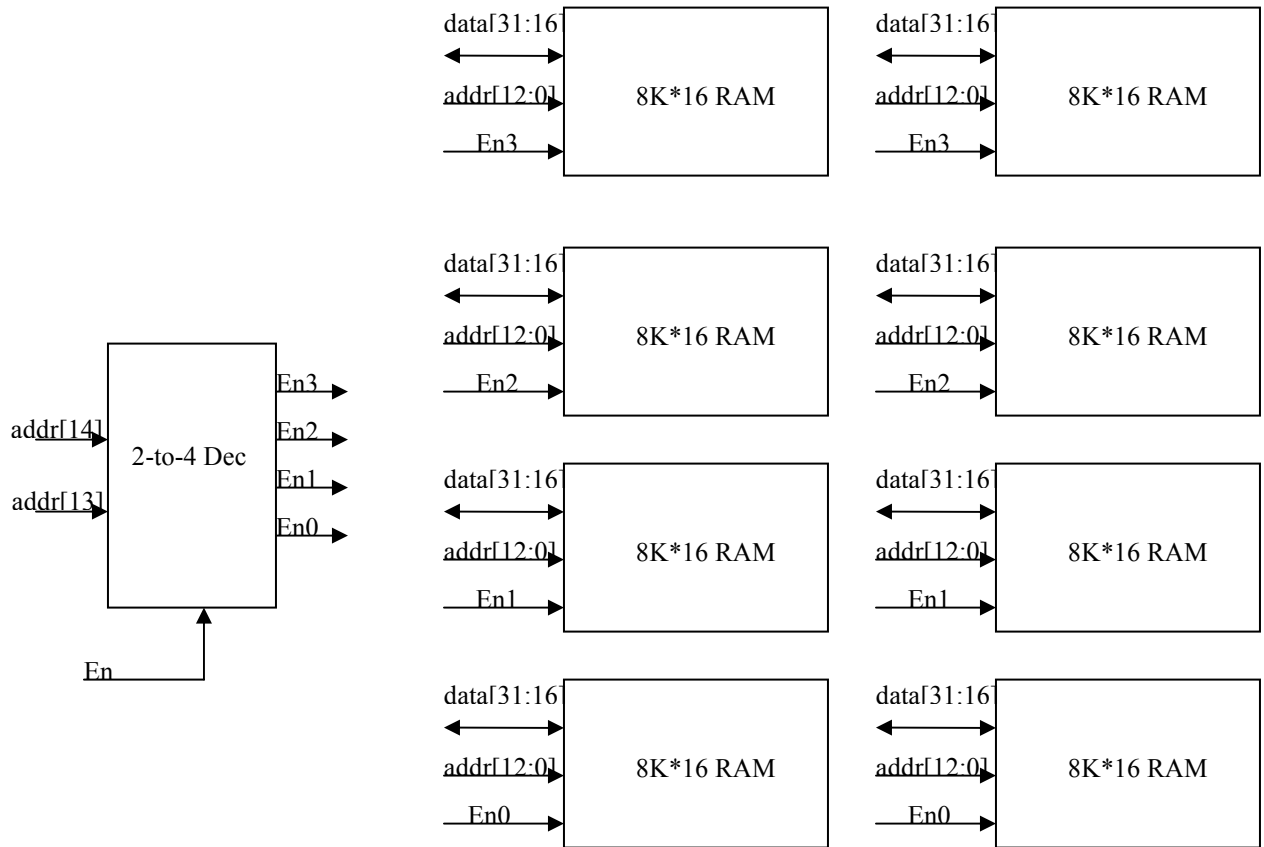 data[31:16] data[31:16]
8K*16 RAM 8K*16 RAM
addr[12:0] addr[12:0]
En3 En3
data[31:16] data[31:16]
8K*16 RAM 8K*16 RAM
addr[12:0] addr[12:0]
En2 En2
En3
addr[14]
En2
2-to-4 Dec
En1
addr[13]
En0
En
data[31:16] data[31:16]
8K*16 RAM 8K*16 RAM
addr[12:0] addr[12:0]
En1 En1
data[31:16] data[31:16]
8K*16 RAM 8K*16 RAM
addr[12:0] addr[12:0]
En0 En0